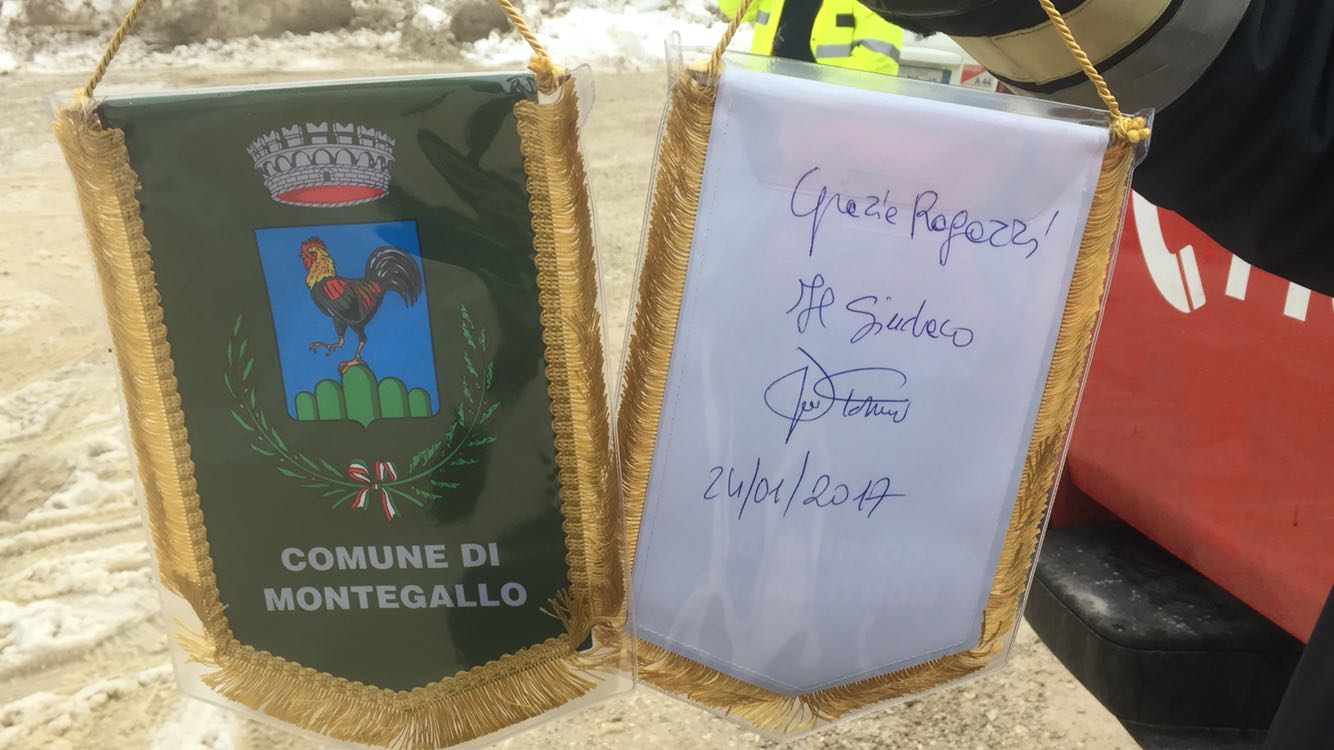 COMUNE DI
MONTEGALLO
Grazie Ragazzi
Il Sindaco
24/01/2017